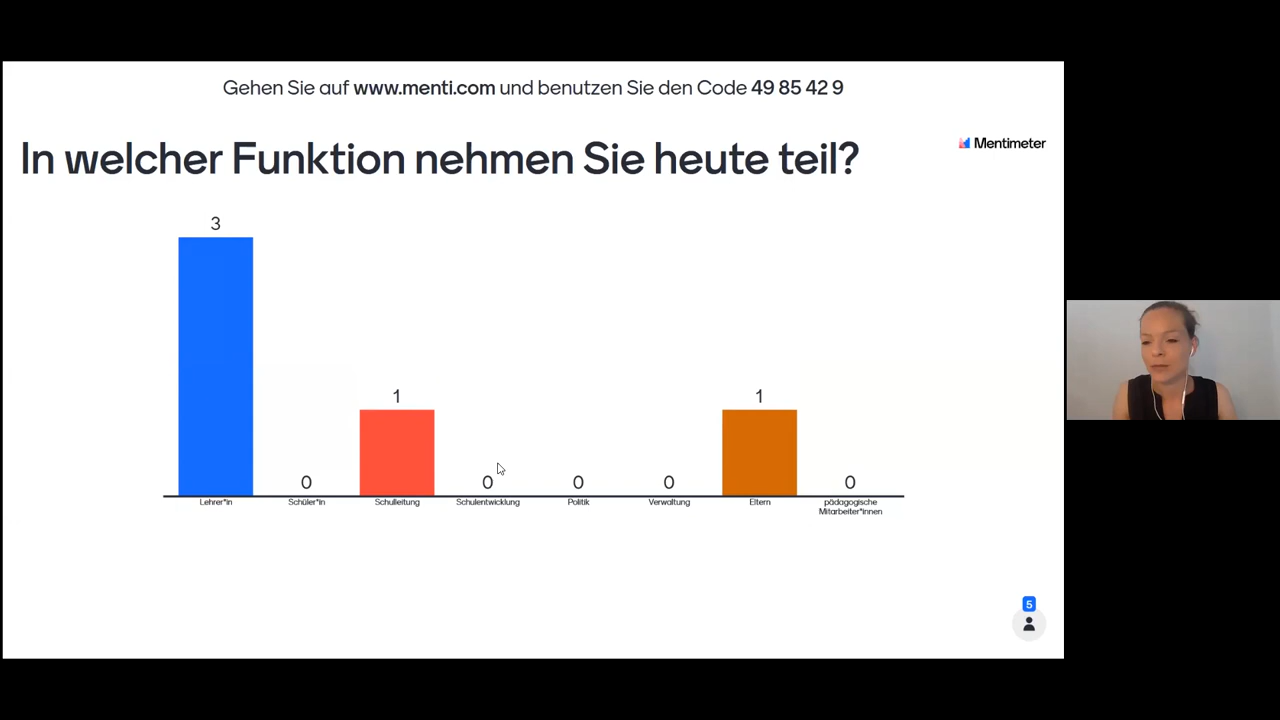 Gehen Sie auf www.menti.com und benutzen Sie den Code 49 85 42 9
In welcher Funktion nehmen Sie heute teil?
Mentimeter
3
0
1
0
0
0
1
0
Lehrer*in
Schüler*in
Schulleitung
Schulentwicklung
Politik
Verwaltung
Eltern
pädagogische
Mitarbeiter*innen
5